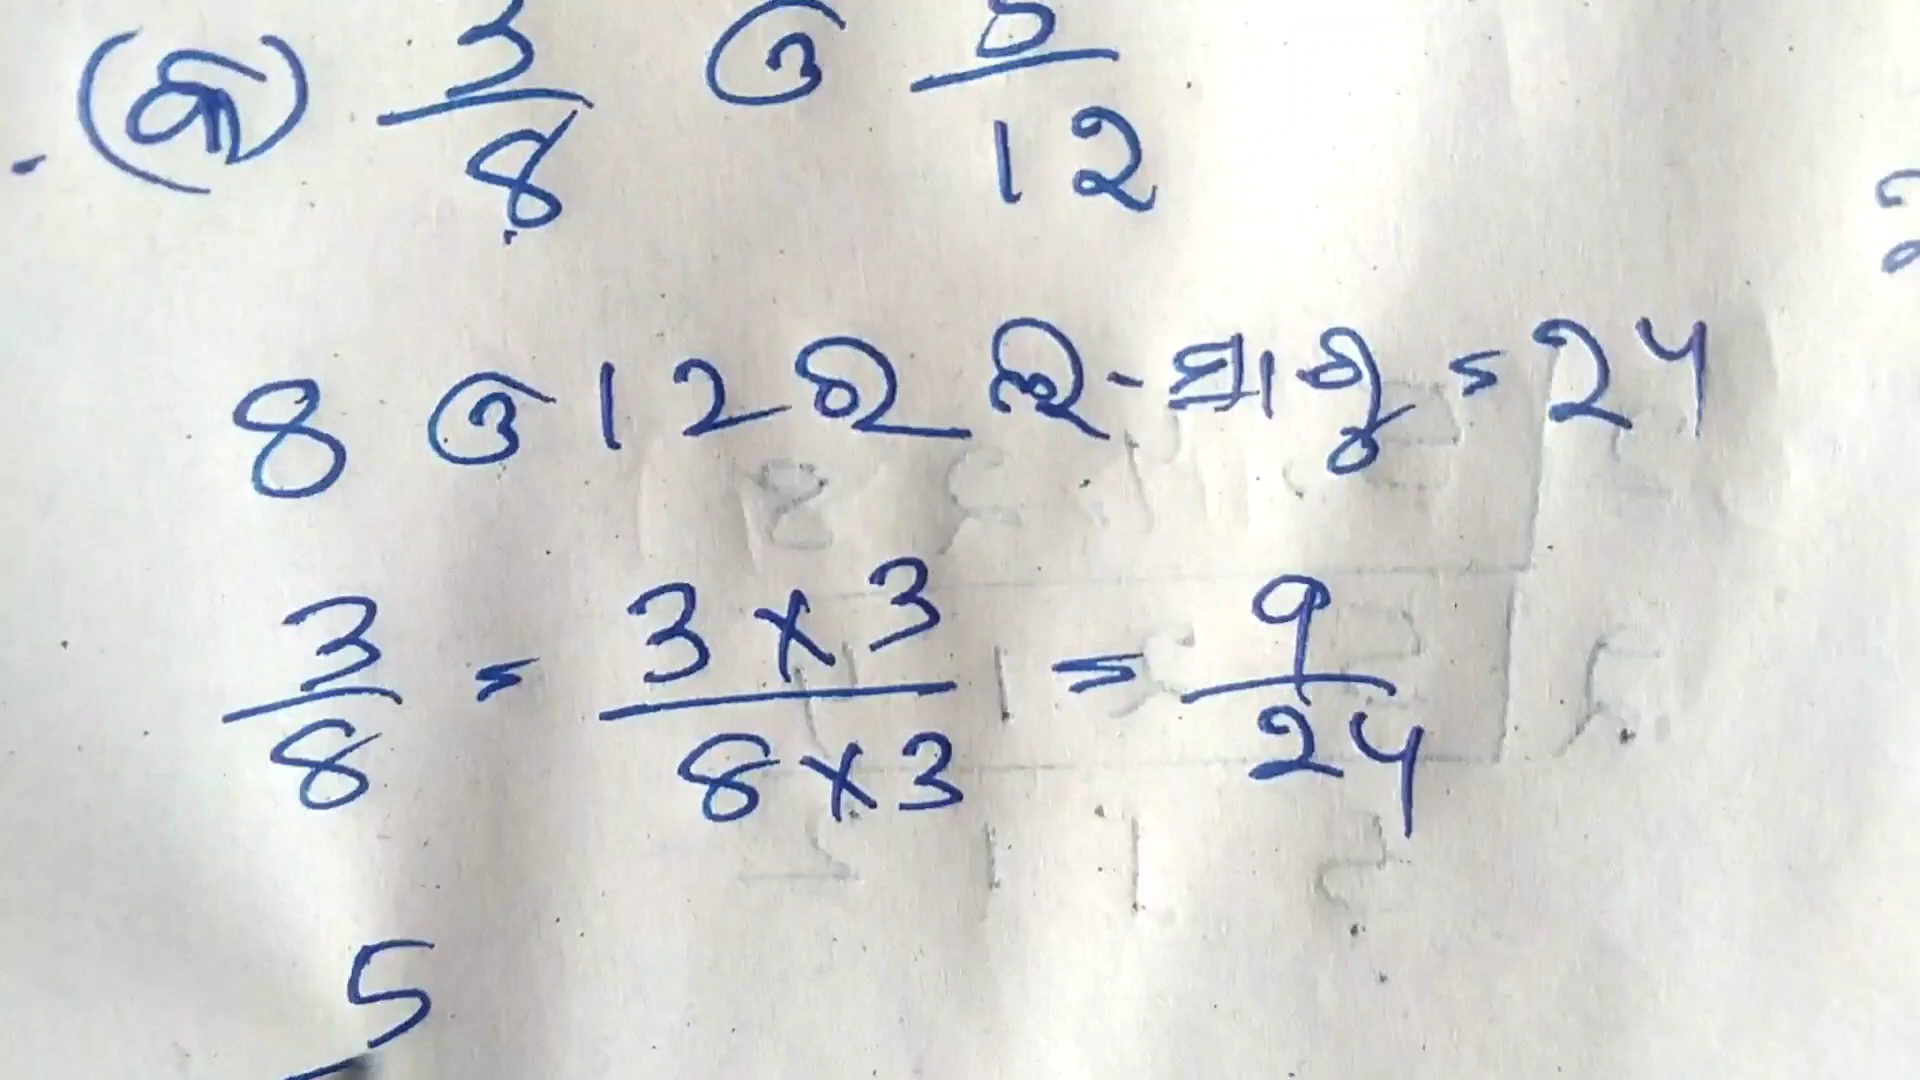 (କ) 3/8 ଓ 5/12
8 ଓ 12ର ଲ.ସା.ଗୁ = 24
3/8 = 3×3/8×3 = 9/24
5